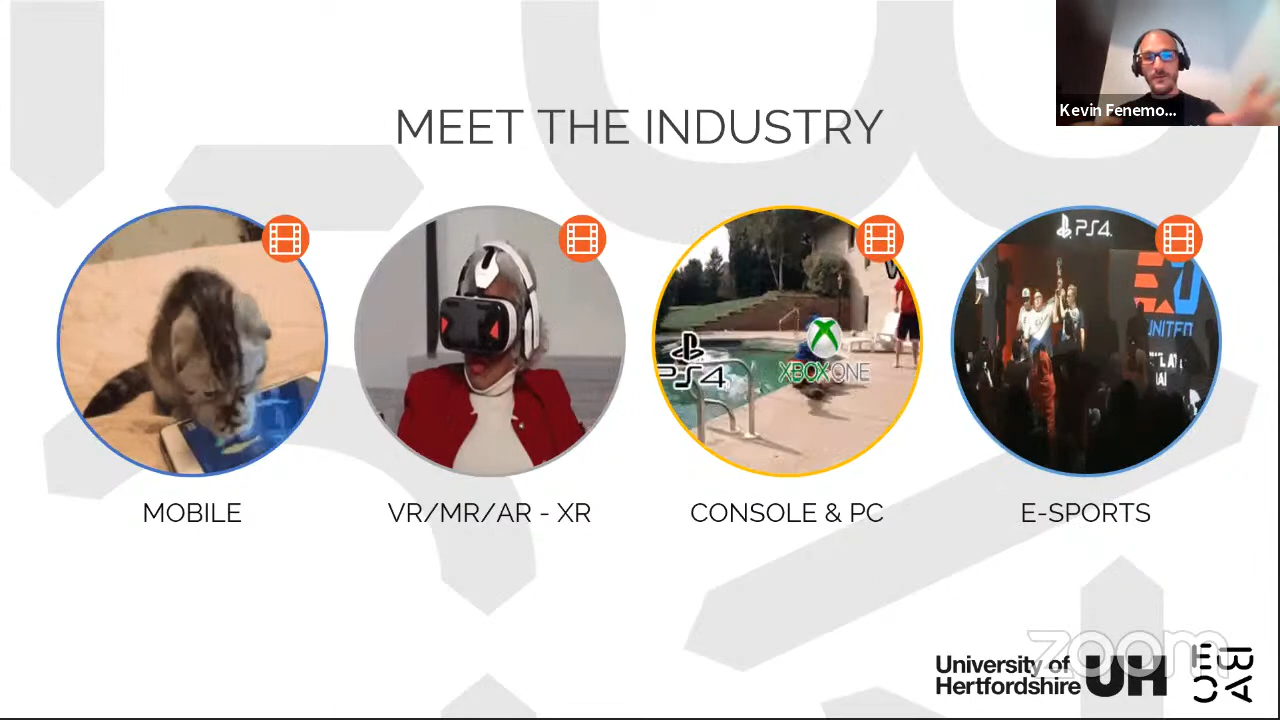 MEET THE INDUSTRY
Kevin Fenemo...
PS4
XBOX ONE
PS4
MOBILE
VR/MR/AR - XR
CONSOLE & PC
E-SPORTS
zoom
University of
Hertfordshire
UH